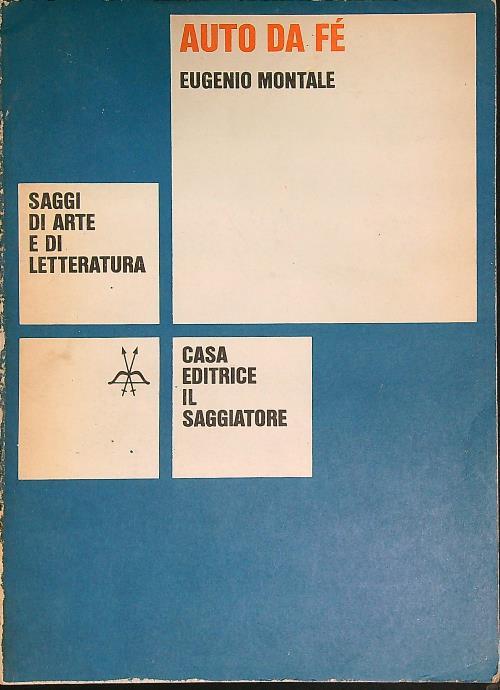 AUTO DA FÉ
EUGENIO MONTALE
SAGGI
DI ARTE
E DI
LETTERATURA
CASA
EDITRICE
IL
SAGGIATORE